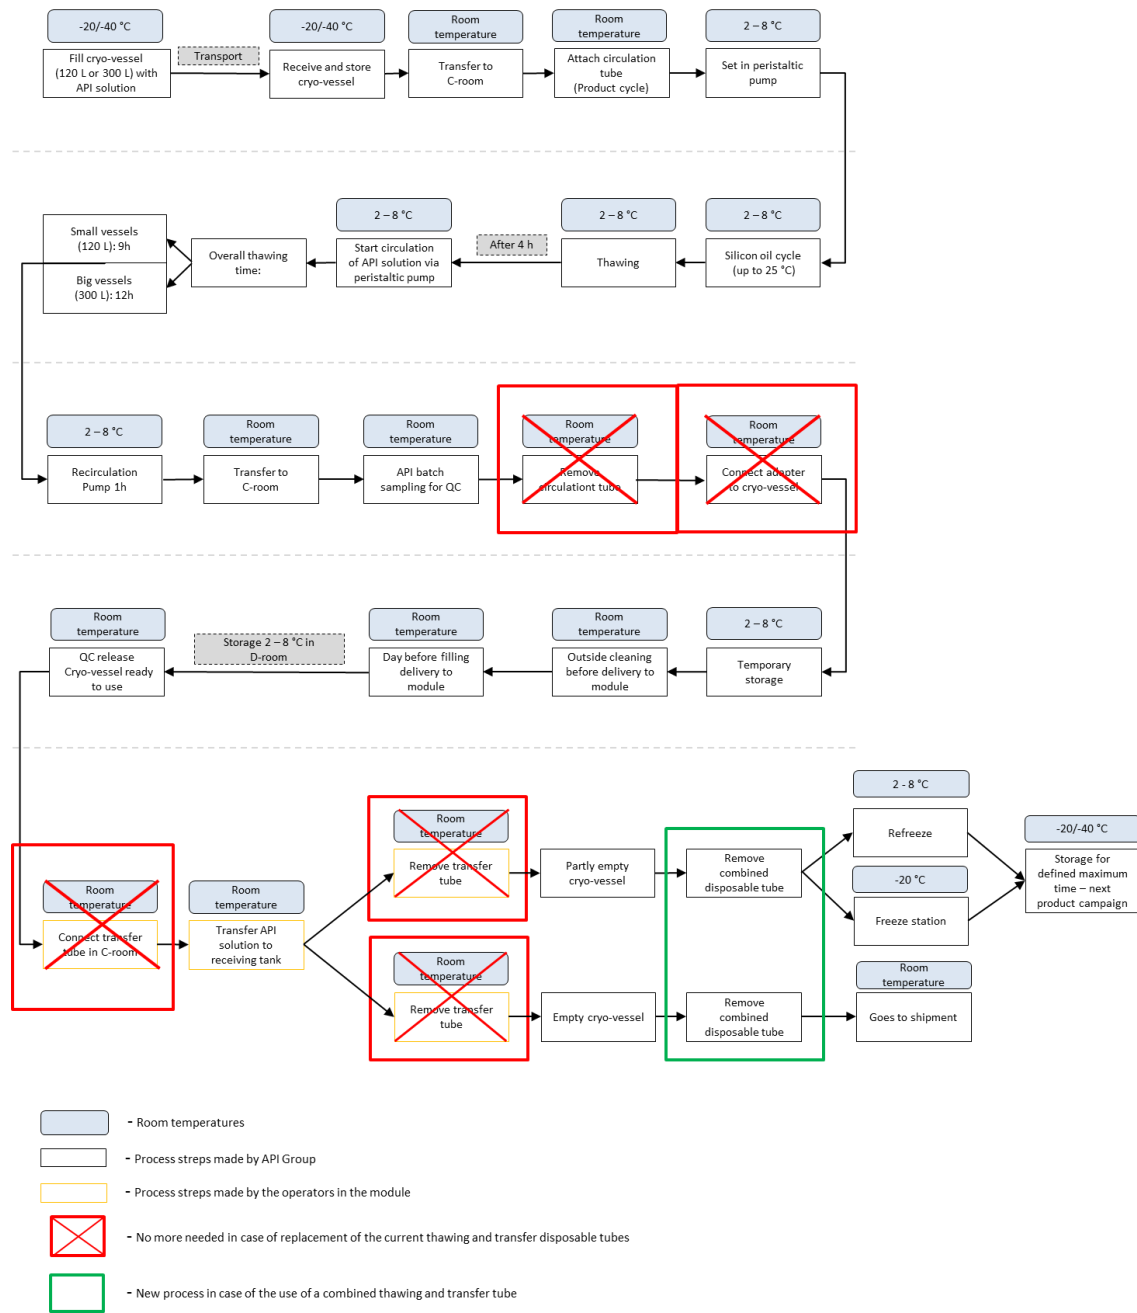 -20/-40 °C
Fill cryo-vessel
(120 L or 300 L) with
API solution
Transport
-20/-40 °C
Receive and store
cryo-vessel
Room
temperature
Transfer to
C-room
Room
temperature
Attach circulation
tube
(Product cycle)
2 – 8 °C
Set in peristaltic
pump
Small vessels
(120 L): 9h
Big vessels
(300 L): 12h
Overall thawing
time:
2 – 8 °C
Start circulation
of API solution via
peristaltic pump
After 4 h
2 – 8 °C
Thawing
2 – 8 °C
Silicon oil cycle
(up to 25 °C)
2 – 8 °C
Recirculation
Pump 1h
Room
temperature
Transfer to
C-room
Room
temperature
API batch
sampling for QC
Room
temperature
Remove
circulationt tube
Room
temperature
Connect adapter
to cryo-vessel
Room
temperature
QC release
Cryo-vessel ready
to use
Storage 2 – 8 °C in
D-room
Room
temperature
Day before filling
delivery to
module
Room
temperature
Outside cleaning
before delivery to
module
2 – 8 °C
Temporary
storage
Room
temperature
Connect transfer
tube in C-room
Room
temperature
Transfer API
solution to
receiving tank
Room
temperature
Remove transfer
tube
Partly empty
cryo-vessel
Remove
combined
disposable tube
2 - 8 °C
Refreeze
-20 °C
Freeze station
-20/-40 °C
Storage for
defined maximum
time – next
product campaign
Room
temperature
Remove transfer
tube
Empty cryo-vessel
Remove
combined
disposable tube
Room
temperature
Goes to shipment
- Room temperatures
- Process streps made by API Group
- Process streps made by the operators in the module
- No more needed in case of replacement of the current thawing and transfer disposable tubes
- New process in case of the use of a combined thawing and transfer tube